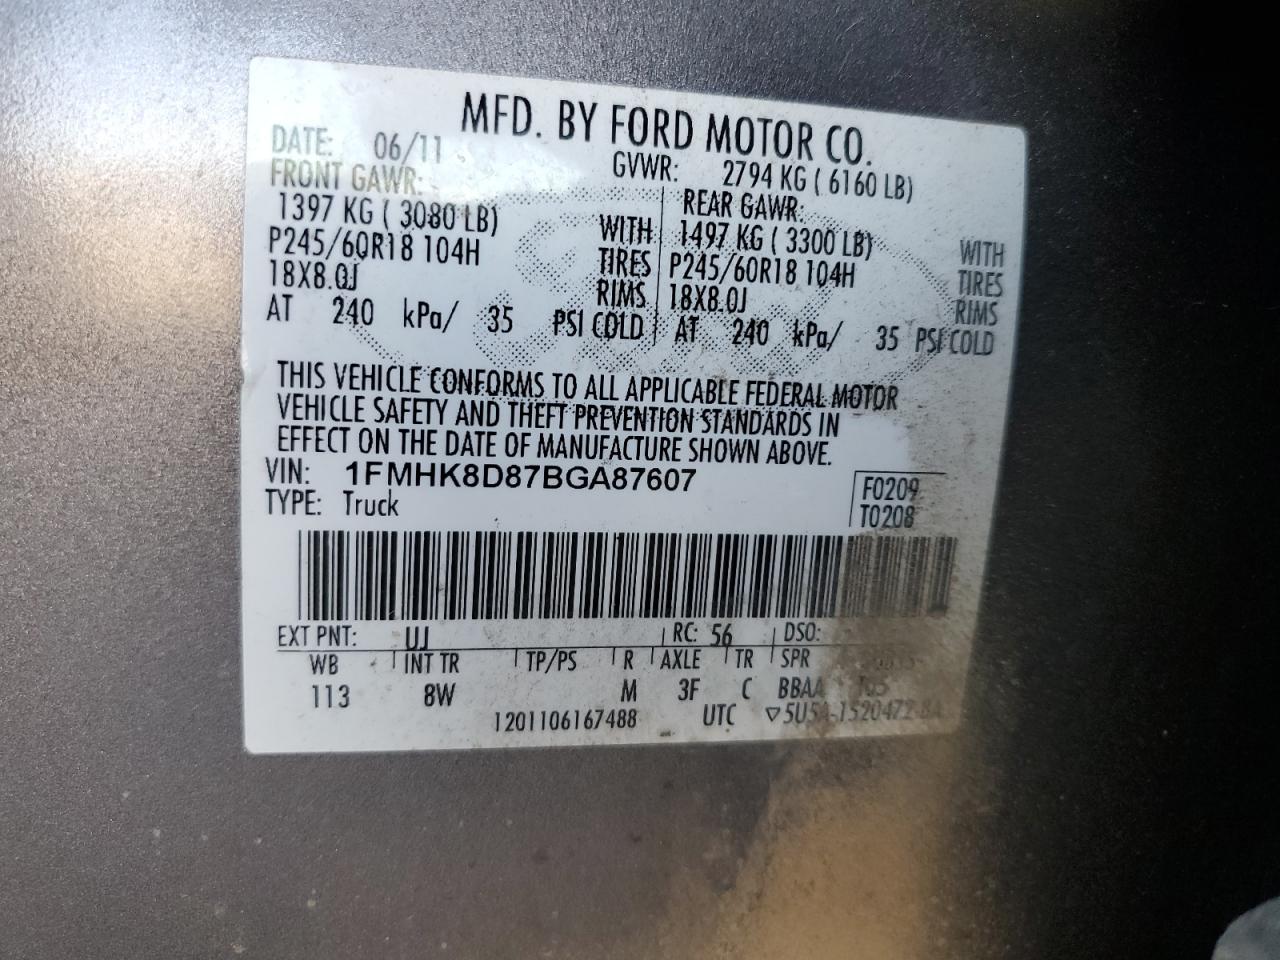 MFD. BY FORD MOTOR CO.
DATE: 06/11 GVWR: 2794 KG ( 6160 LB)
FRONT GAWR: REAR GAWR:
1397 KG ( 3080 LB) WITH 1497 KG ( 3300 LB) WITH
P245/60R18 104H TIRES P245/60R18 104H TIRES
18X8.0J RIMS 18X8.0J RIMS
AT 240 kPa/ 35 PSI COLD AT 240 kPa/ 35 PSI COLD
THIS VEHICLE CONFORMS TO ALL APPLICABLE FEDERAL MOTOR
VEHICLE SAFETY AND THEFT PREVENTION STANDARDS IN
EFFECT ON THE DATE OF MANUFACTURE SHOWN ABOVE.
VIN: 1FMHK8D87BGA87607 F0209
TYPE: Truck T0208
EXT PNT: UJ RC: 56 DSO:
WB INT TR TP/PS R AXLE TR SPR
113 8W M 3F C BBAA
1201106167488 UTC